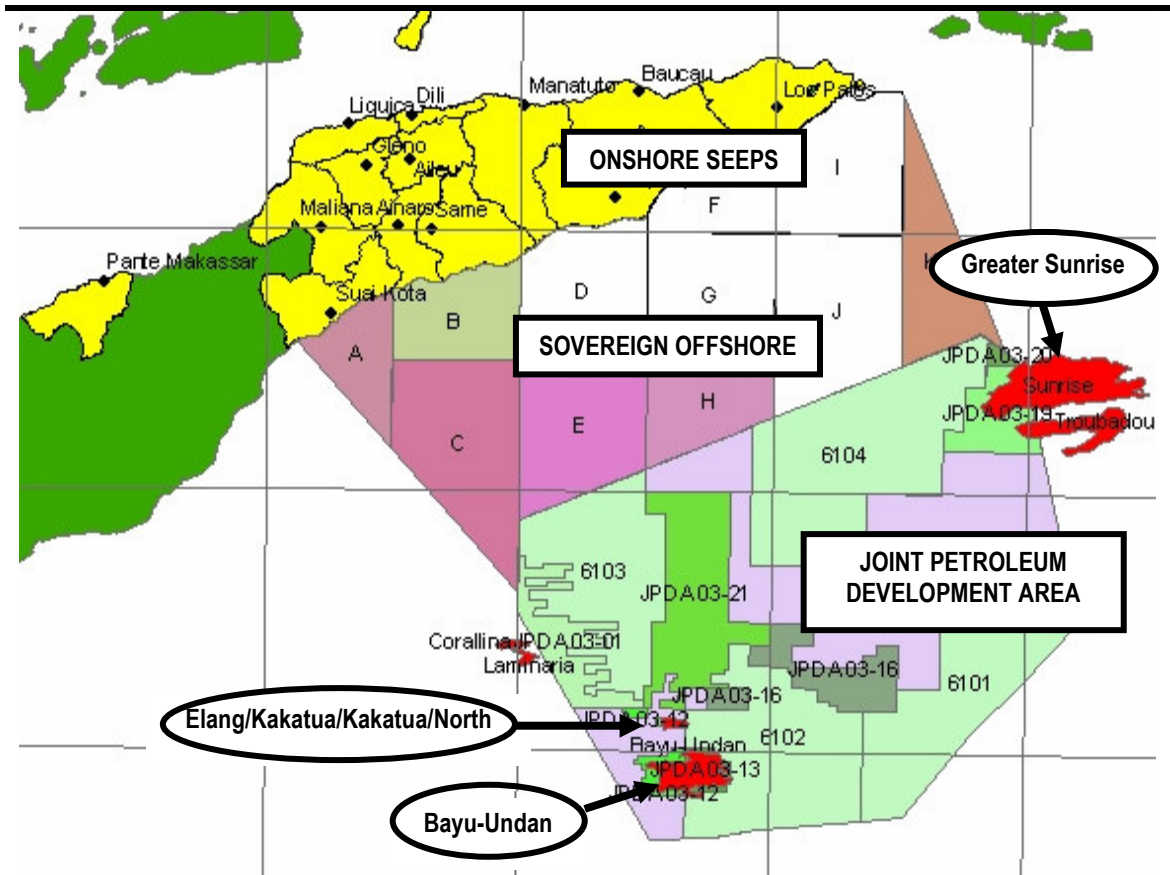 Baucau
Manatuto
Dili
Liquica
Los Palos
Gleno
Aileu
ONSHORE SEEPS
I
F
Maliana
Ainaro
Same
Pante Makassar
Greater Sunrise
Suai Kota
D
G
J
B
A
SOVEREIGN OFFSHORE
JPDA03-20
Sunrise
H
E
C
JPDA03-19
Troubadou
6104
JOINT PETROLEUM
DEVELOPMENT AREA
6103
JPDA03-21
Corallina
JPDA03-01
Laminaria
JPDA03-16
JPDA03-16
6101
Elang/Kakatua/Kakatua/North
JPDA03-12
6102
Bayu-Undan
JPDA03-13
JPDA03-12
Bayu-Undan